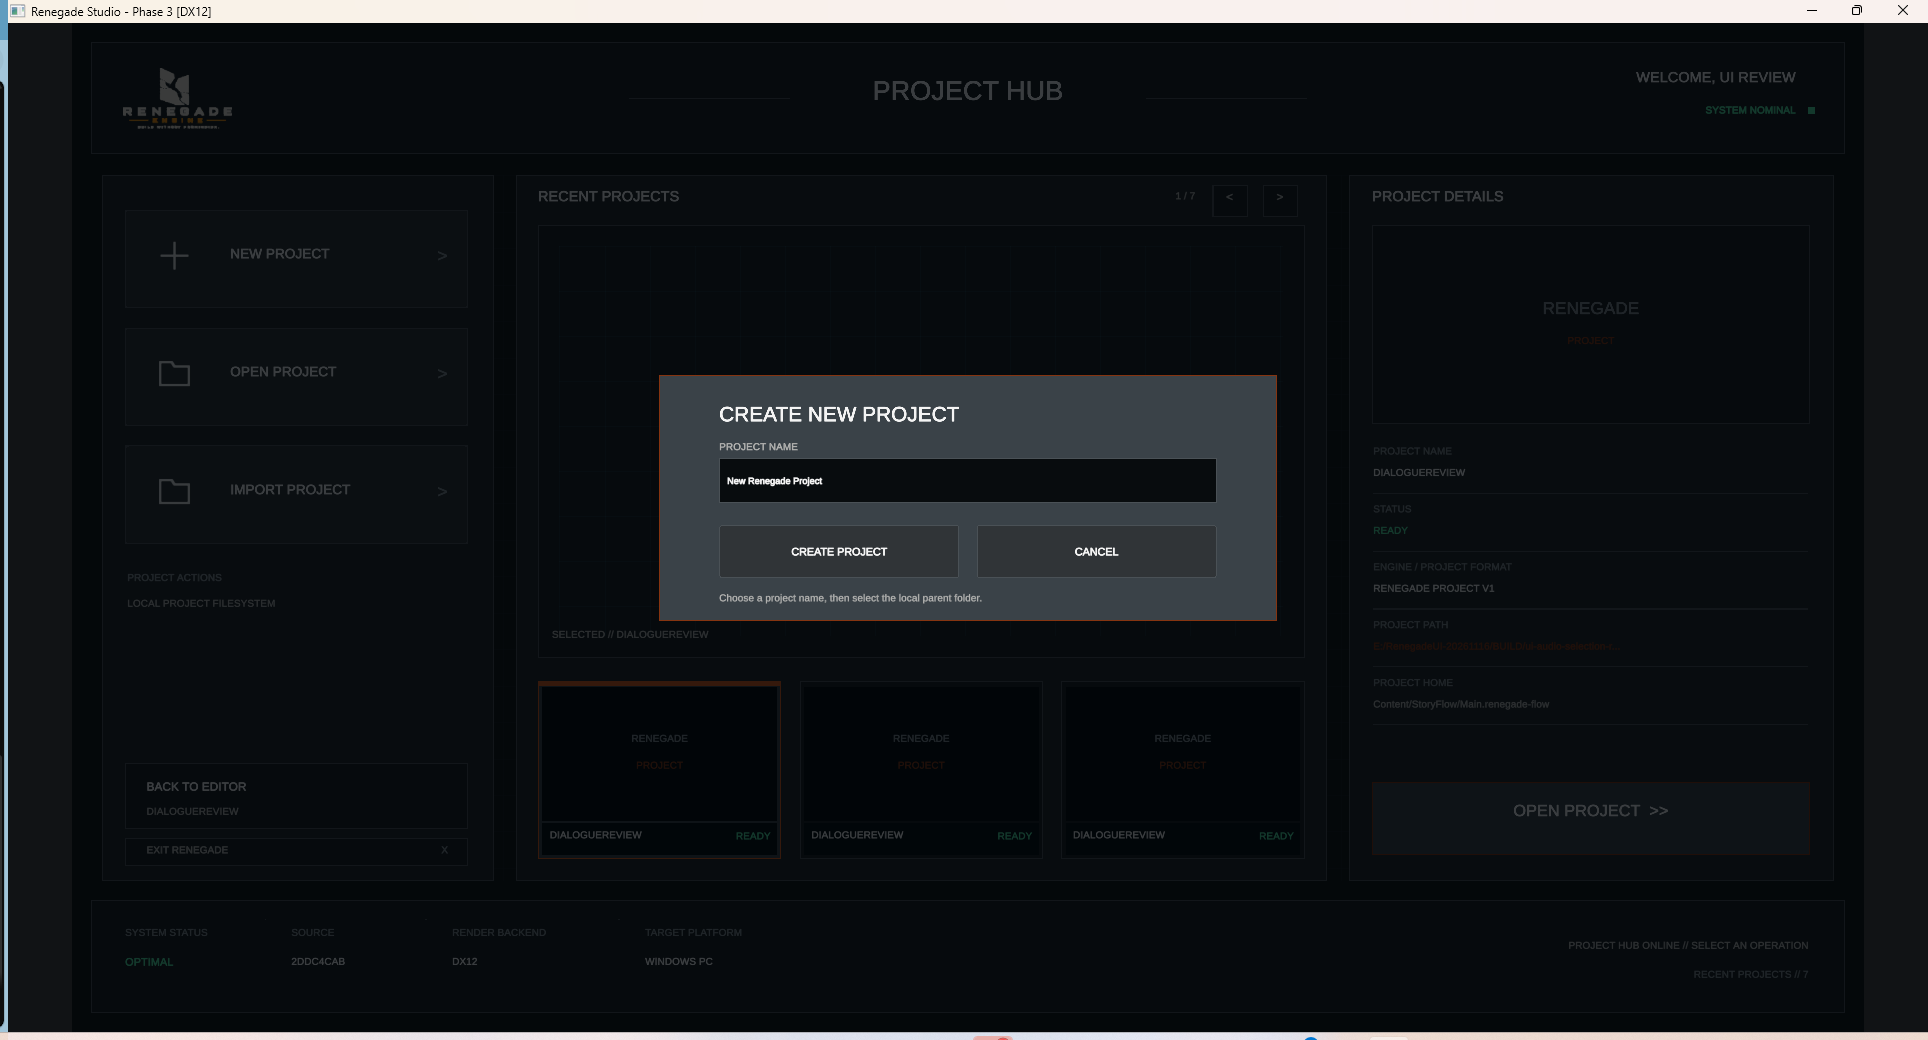 Renegade Studio - Phase 3 [DX12]
RENEGADE
ENGINE
PROJECT HUB
WELCOME, UI REVIEW
SYSTEM NOMINAL
NEW PROJECT >
OPEN PROJECT >
IMPORT PROJECT >
PROJECT ACTIONS
LOCAL PROJECT FILESYSTEM
BACK TO EDITOR
DIALOGUEREVIEW
EXIT RENEGADE X
RECENT PROJECTS 1 / 7 < >
CREATE NEW PROJECT
PROJECT NAME
New Renegade Project
CREATE PROJECT CANCEL
Choose a project name, then select the local parent folder.
SELECTED // DIALOGUEREVIEW
RENEGADE
PROJECT
DIALOGUEREVIEW READY
RENEGADE
PROJECT
DIALOGUEREVIEW READY
RENEGADE
PROJECT
DIALOGUEREVIEW READY
PROJECT DETAILS
RENEGADE
PROJECT
PROJECT NAME
DIALOGUEREVIEW
STATUS
READY
ENGINE / PROJECT FORMAT
RENEGADE PROJECT V1
PROJECT PATH
PROJECT HOME
Content/StoryFlow/Main.renegade-flow
OPEN PROJECT >>
SYSTEM STATUS
OPTIMAL
SOURCE
2DDC4CAB
RENDER BACKEND
DX12
TARGET PLATFORM
WINDOWS PC
PROJECT HUB ONLINE // SELECT AN OPERATION
RECENT PROJECTS // 7